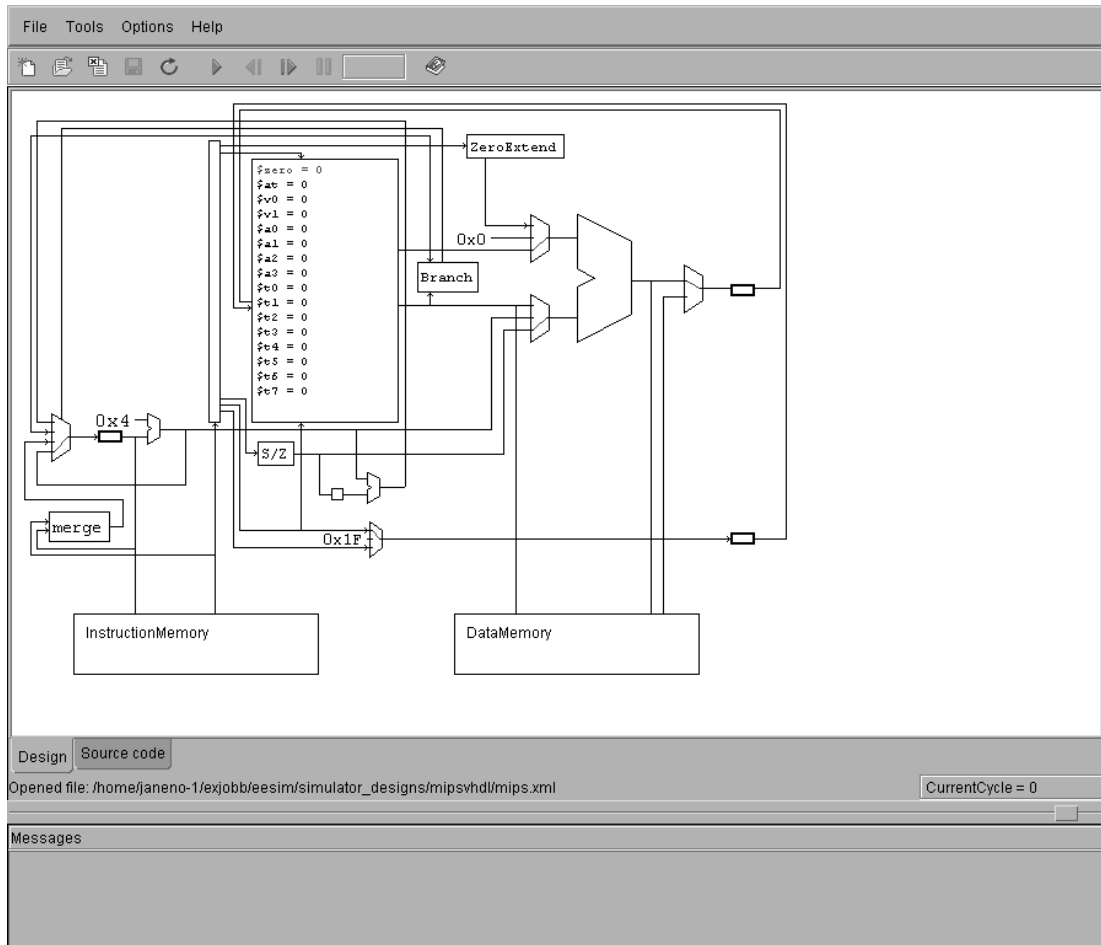 File Tools Options Help
ZeroExtend
$zero = 0
$at = 0
$v0 = 0
$v1 = 0
$a0 = 0
$a1 = 0
$a2 = 0
$a3 = 0
$t0 = 0
$t1 = 0
$t2 = 0
$t3 = 0
$t4 = 0
$t5 = 0
$t6 = 0
$t7 = 0
0x0
Branch
0x4
S/Z
merge
0x1F
InstructionMemory
DataMemory
Design Source code
Opened file: /home/janeno-1/exjobb/eesim/simulator_designs/mipsvhdl/mips.xml
CurrentCycle = 0
Messages